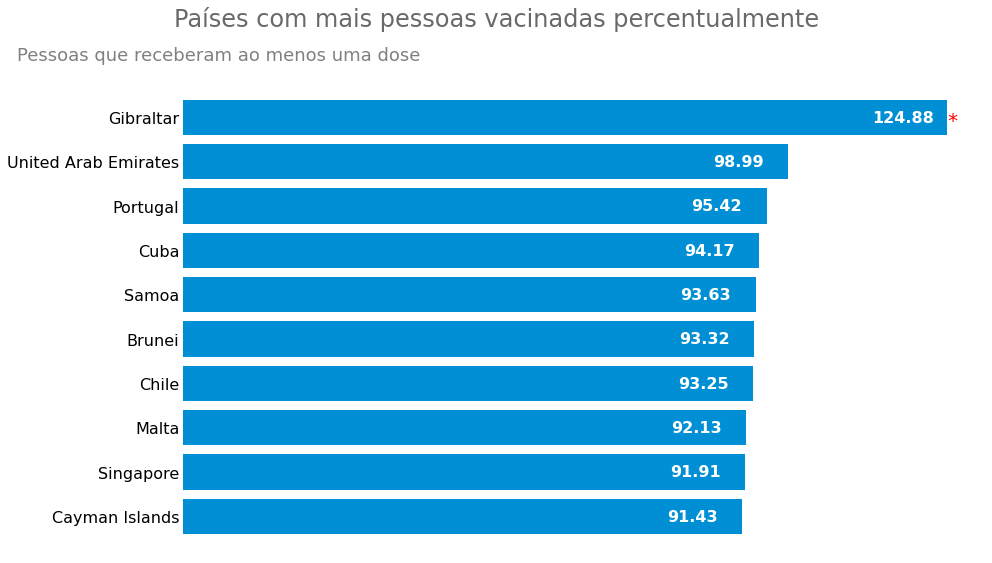 Países com mais pessoas vacinadas percentualmente
Pessoas que receberam ao menos uma dose
Gibraltar 124.88 *
United Arab Emirates 98.99
Portugal 95.42
Cuba 94.17
Samoa 93.63
Brunei 93.32
Chile 93.25
Malta 92.13
Singapore 91.91
Cayman Islands 91.43